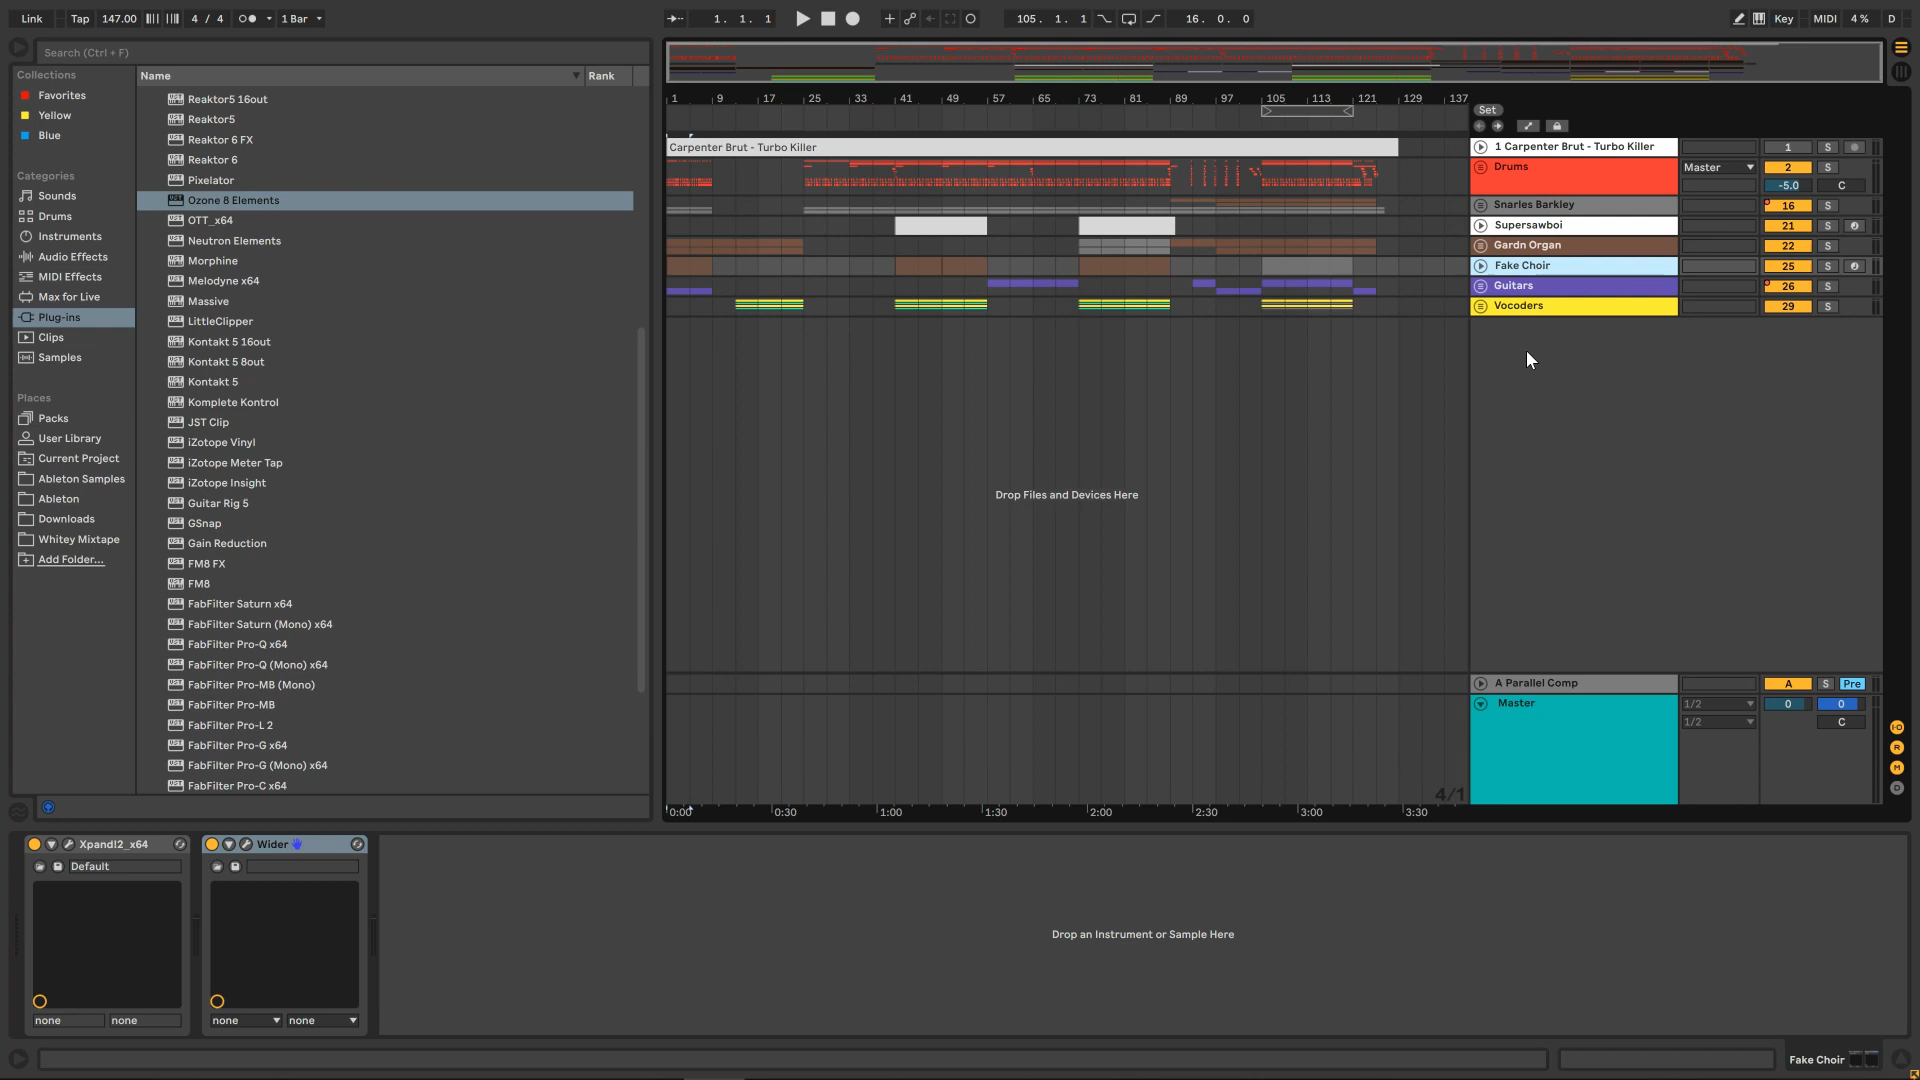 Link Tap 147.00 4 / 4 1 Bar 1. 1. 1 105. 1. 1 16. 0. 0 Key MIDI 4 % D
Search (Ctrl + F)
Collections
Favorites
Yellow
Blue
Categories
Sounds
Drums
Instruments
Audio Effects
MIDI Effects
Max for Live
Plug-ins
Clips
Samples
Places
Packs
User Library
Current Project
Ableton Samples
Ableton
Downloads
Whitey Mixtape
Add Folder...
Name Rank
Reaktor5 16out
Reaktor5
Reaktor 6 FX
Reaktor 6
Pixelator
Ozone 8 Elements
OTT_x64
Neutron Elements
Morphine
Melodyne x64
Massive
LittleClipper
Kontakt 5 16out
Kontakt 5 8out
Kontakt 5
Komplete Kontrol
JST Clip
iZotope Vinyl
iZotope Meter Tap
iZotope Insight
Guitar Rig 5
GSnap
Gain Reduction
FM8 FX
FM8
FabFilter Saturn x64
FabFilter Saturn (Mono) x64
FabFilter Pro-Q x64
FabFilter Pro-Q (Mono) x64
FabFilter Pro-MB (Mono)
FabFilter Pro-MB
FabFilter Pro-L 2
FabFilter Pro-G x64
FabFilter Pro-G (Mono) x64
FabFilter Pro-C x64
1 9 17 25 33 41 49 57 65 73 81 89 97 105 113 121 129 137
Set
Carpenter Brut - Turbo Killer
1 Carpenter Brut - Turbo Killer 1 S
Drums Master 2 S
-5.0 C
Snarles Barkley 16 S
Supersawboi 21 S
Gardn Organ 22 S
Fake Choir 25 S
Guitars 26 S
Vocoders 29 S
Drop Files and Devices Here
A Parallel Comp A S Pre
Master 1/2 0 0
1/2 C
I-O
R
M
D
4/1
0:00 0:30 1:00 1:30 2:00 2:30 3:00 3:30
Xpand!2_x64
Default
none none
Wider
none none
Drop an Instrument or Sample Here
Fake Choir